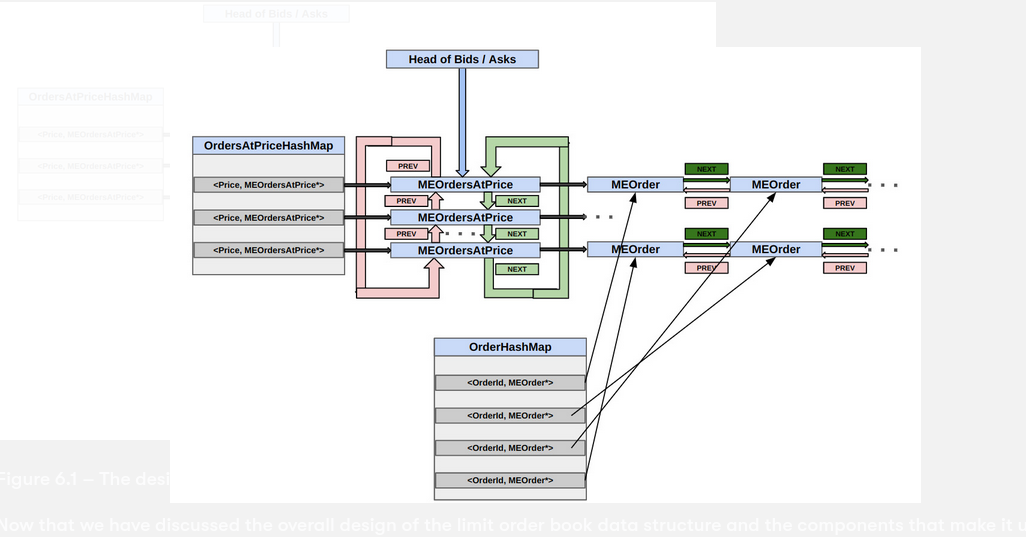 Head of Bids / Asks
Head of Bids / Asks
OrdersAtPriceHashMap
<Price, MEOrdersAtPrice*>
<Price, MEOrdersAtPrice*>
<Price, MEOrdersAtPrice*>
OrdersAtPriceHashMap
<Price, MEOrdersAtPrice*>
<Price, MEOrdersAtPrice*>
<Price, MEOrdersAtPrice*>
PREV
MEOrdersAtPrice
PREV
NEXT
MEOrdersAtPrice
PREV
NEXT
MEOrdersAtPrice
NEXT
NEXT
NEXT
MEOrder
MEOrder
PREV
PREV
NEXT
NEXT
MEOrder
MEOrder
PREV
PREV
OrderHashMap
<OrderId, MEOrder*>
<OrderId, MEOrder*>
<OrderId, MEOrder*>
<OrderId, MEOrder*>
Figure 6.1 – The desi
Now that we have discussed the overall design of the limit order book data structure and the components that make it u